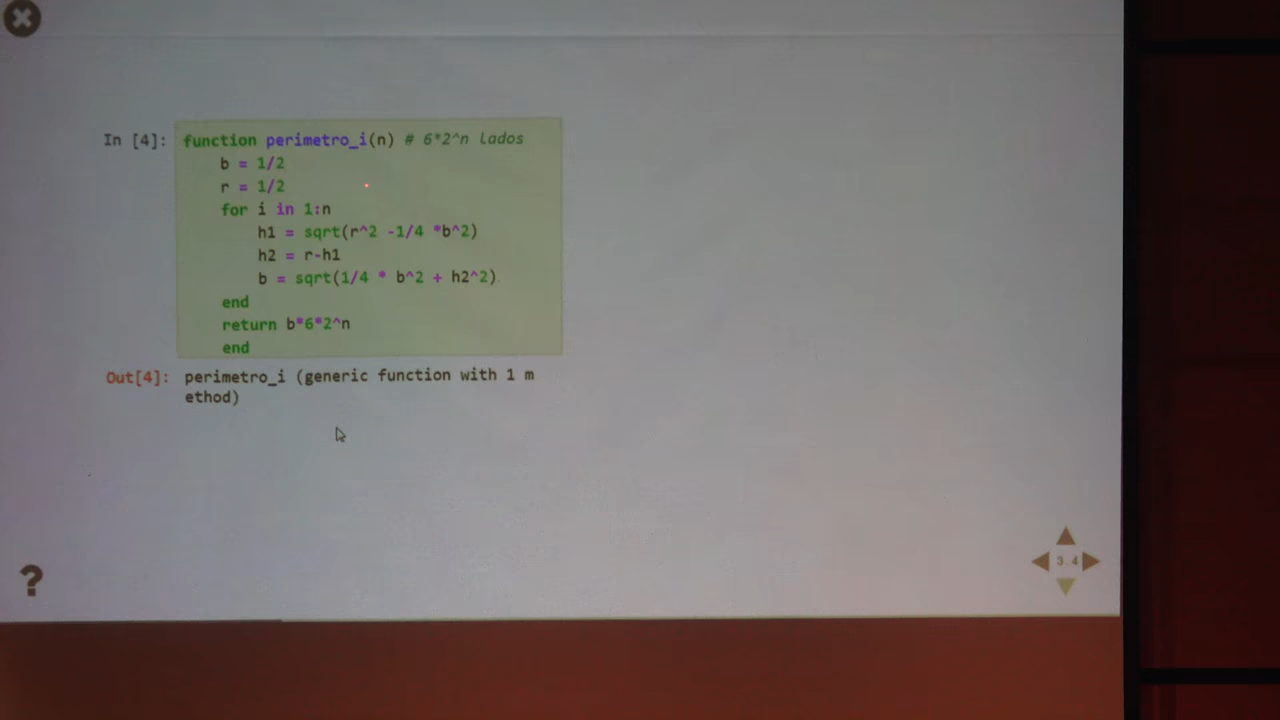 In [4]: function perimetro_i(n) # 6*2^n lados
b = 1/2
r = 1/2
for i in 1:n
h1 = sqrt(r^2 -1/4 *b^2)
h2 = r-h1
b = sqrt(1/4 * b^2 + h2^2)
end
return b*6*2^n
end
Out[4]: perimetro_i (generic function with 1 m
ethod)
3.4
?